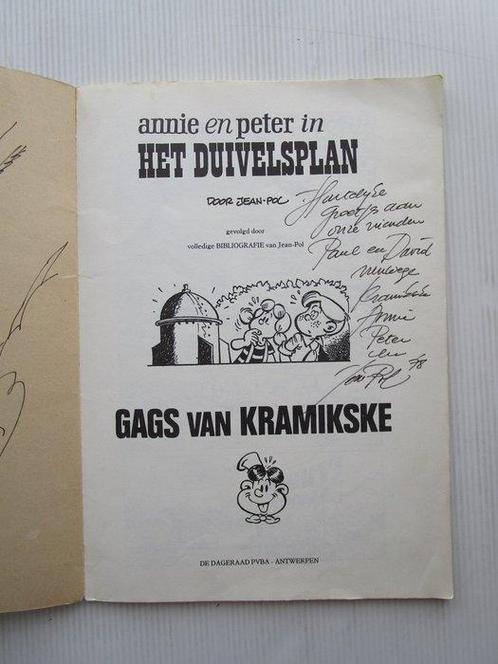 annie en peter in
HET DUIVELSPLAN
DOOR JEAN-POL
gevolgd door
volledige BIBLIOGRAFIE van Jean-Pol
Hartelijke
groetjes aan
onze vrienden
Paul en David
vanwege
Kramikske
Annie
Peter
en
Jean-Pol 78
GAGS VAN KRAMIKSKE
DE DAGERAAD PVBA - ANTWERPEN